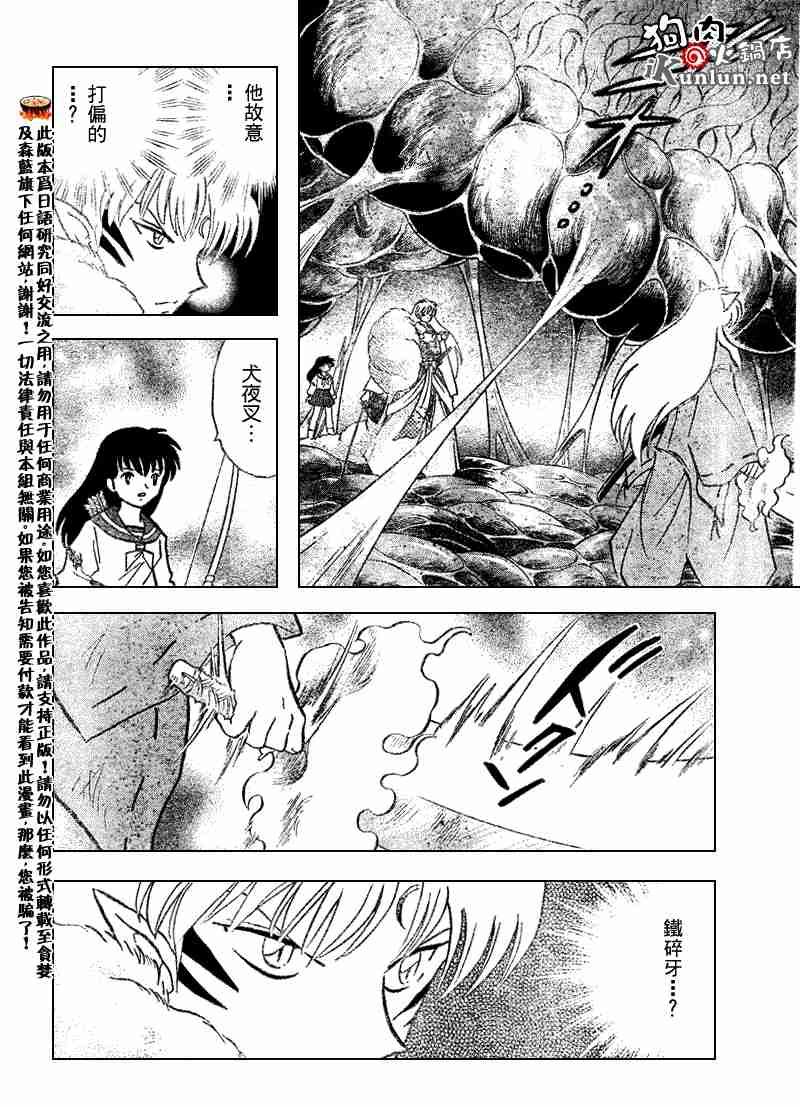 狗肉火鍋店
iKunlun.net
他故意
…
打偏的
…?
犬夜叉…
鐵碎牙…?
此版本爲日語研究同好交流之用,請勿用于任何商業用途。如您喜歡此作品,請支持正版!請勿以任何形式轉載至貪婪
及森藍旗下任何網站,謝謝!一切法律責任與本組無關。如果您被告知需要付款才能看到此漫畫,那麼,您被騙了!